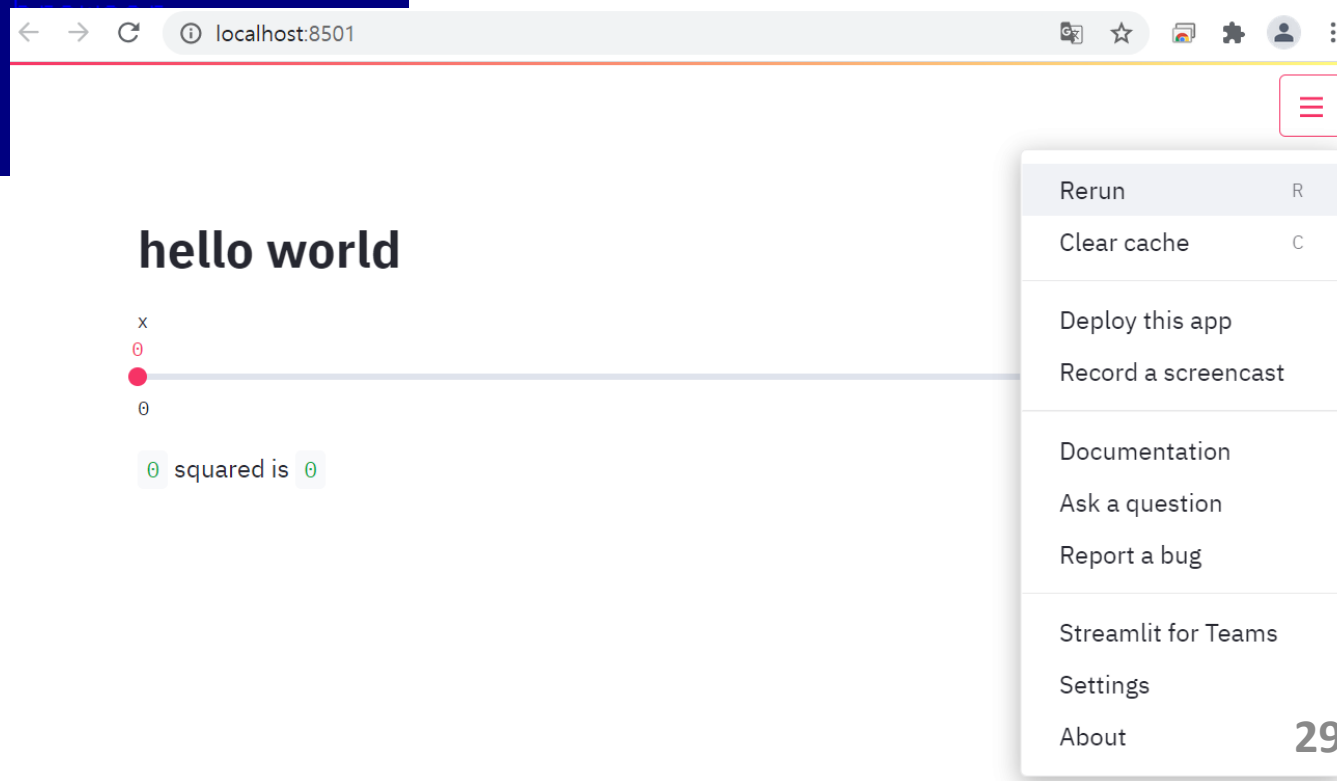 localhost:8501
Rerun R
Clear cache C
Deploy this app
Record a screencast
Documentation
Ask a question
Report a bug
Streamlit for Teams
Settings
About
hello world
x
0
0
0 squared is 0
29